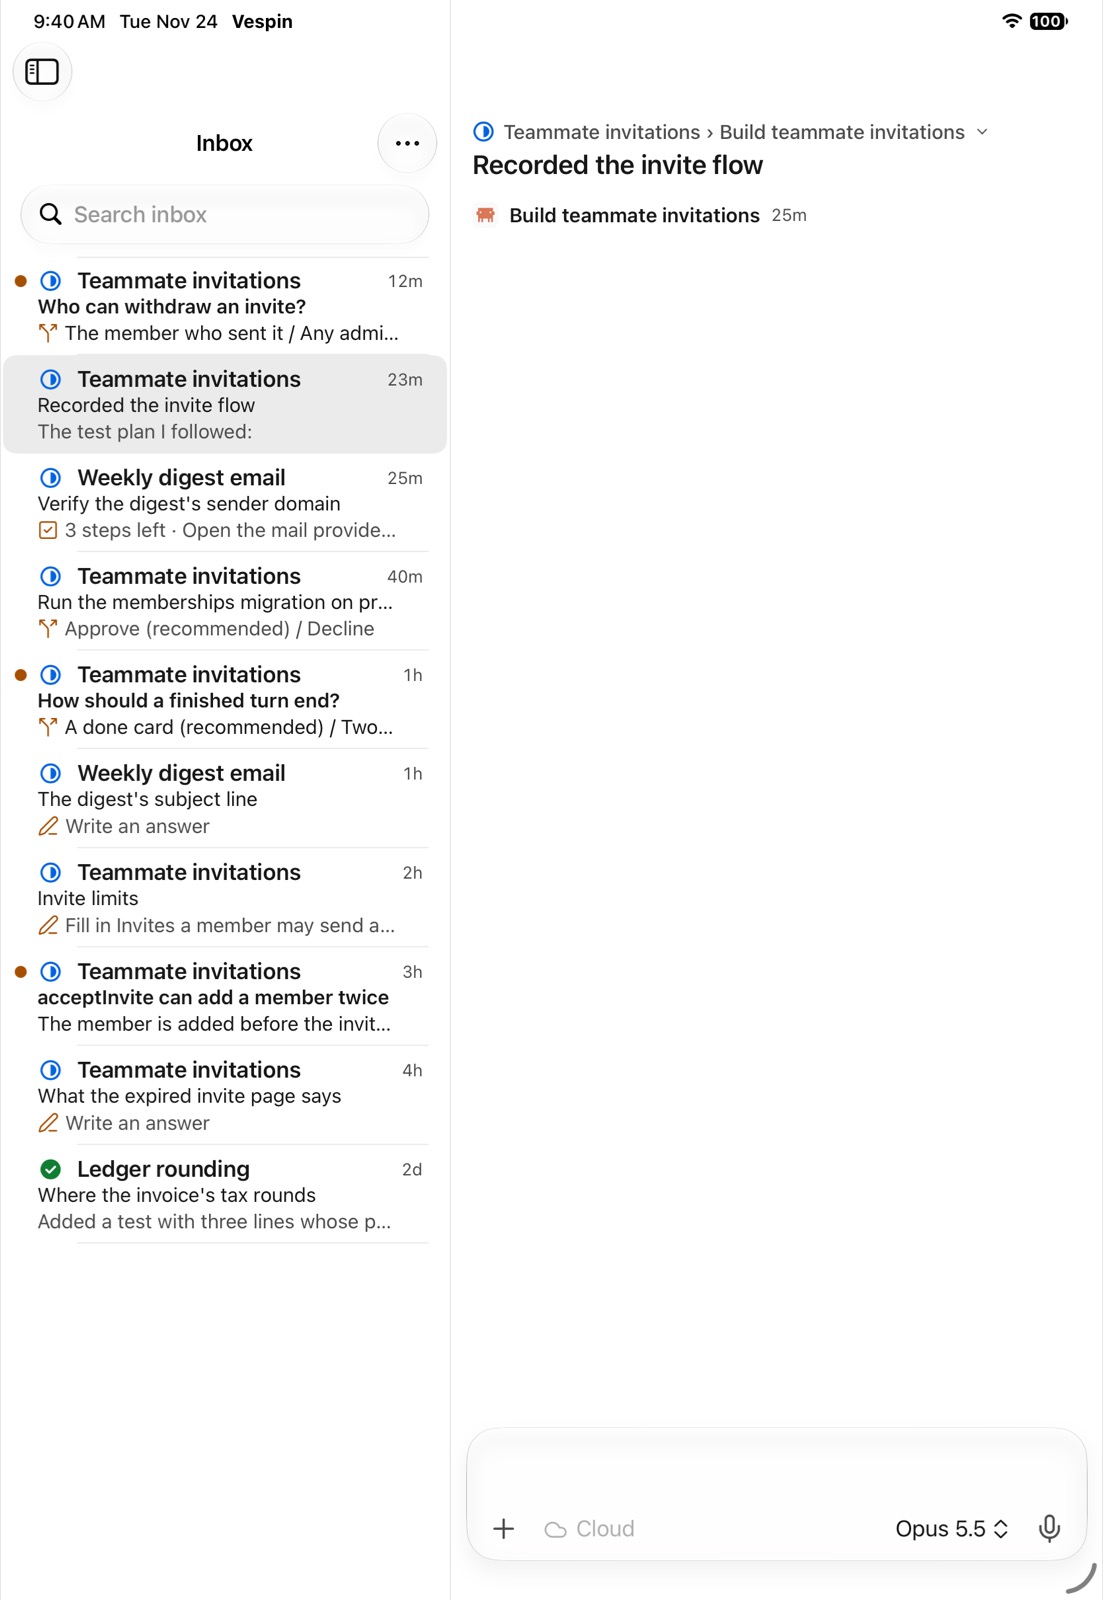 9:40 AM Tue Nov 24 Vespin
100
Inbox
Search inbox
Teammate invitations 12m
Who can withdraw an invite?
The member who sent it / Any admi...
Teammate invitations 23m
Recorded the invite flow
The test plan I followed:
Weekly digest email 25m
Verify the digest's sender domain
3 steps left · Open the mail provide...
Teammate invitations 40m
Run the memberships migration on pr...
Approve (recommended) / Decline
Teammate invitations 1h
How should a finished turn end?
A done card (recommended) / Two...
Weekly digest email 1h
The digest's subject line
Write an answer
Teammate invitations 2h
Invite limits
Fill in Invites a member may send a...
Teammate invitations 3h
acceptInvite can add a member twice
The member is added before the invit...
Teammate invitations 4h
What the expired invite page says
Write an answer
Ledger rounding 2d
Where the invoice's tax rounds
Added a test with three lines whose p...
Teammate invitations › Build teammate invitations
Recorded the invite flow
Build teammate invitations 25m
Cloud
Opus 5.5